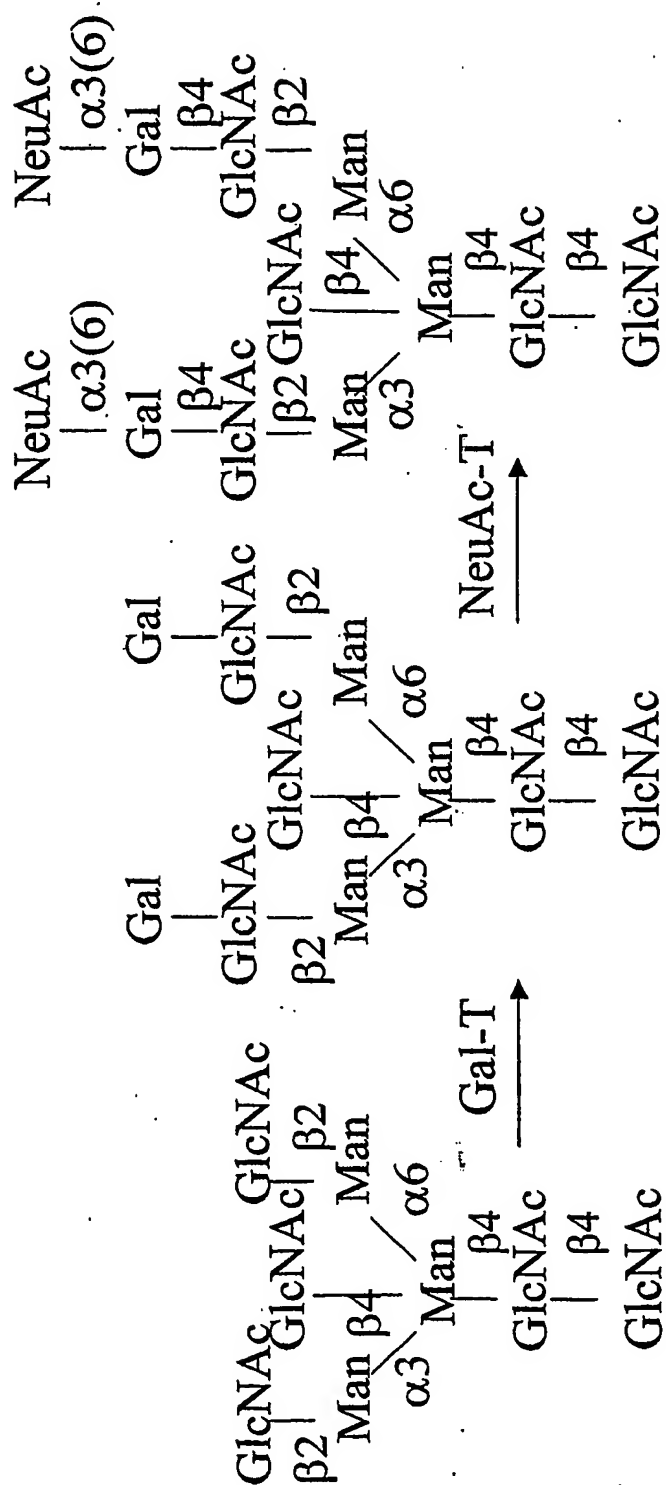 GlcNAc GlcNAc
GlcNAc
β2 β2
Man β4 Man
α3 α6
Man
β4
GlcNAc
β4
GlcNAc
Gal-T
Gal Gal
GlcNAc GlcNAc
GlcNAc
β2 β2
Man β4 Man
α3 α6
Man
β4
GlcNAc
β4
GlcNAc
NeuAc-T
NeuAc NeuAc
α3(6) α3(6)
Gal Gal
β4 β4
GlcNAc GlcNAc
β2 GlcNAc β2
Man β4 Man
α3 α6
Man
β4
GlcNAc
β4
GlcNAc